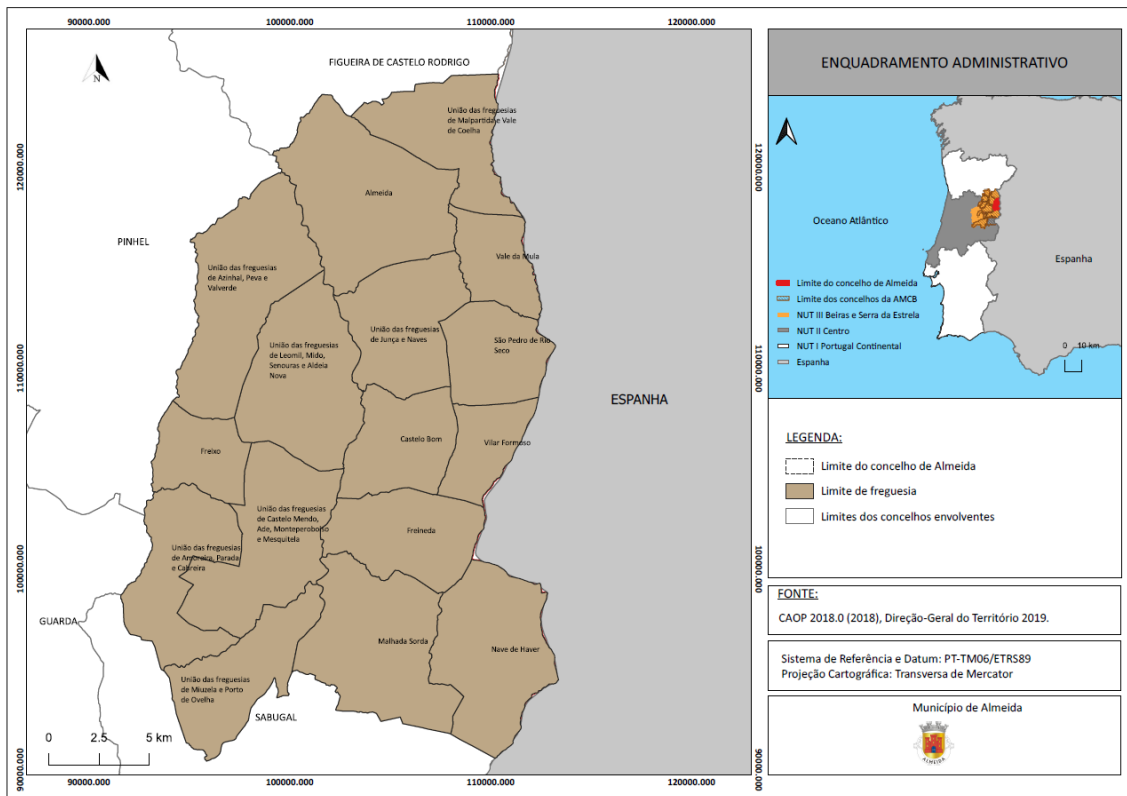 90000.000
100000.000
110000.000
120000.000
N
FIGUEIRA DE CASTELO RODRIGO
União das freguesias
de Malpartida e Vale
de Coelha
120000.000
120000.000
Almeida
PINHEL
União das freguesias
de Azinhal, Peva e
Valverde
Vale da Mula
União das freguesias
de Junça e Naves
União das freguesias
de Leomil, Mido,
Senouras e Aldeia
Nova
São Pedro de Rio
Seco
110000.000
110000.000
ESPANHA
Freixo
Castelo Bom
Vilar Formoso
União das freguesias
de Castelo Mendo,
Ade, Monteperobolso
e Mesquitela
Freineda
União das freguesias
de Amoreira, Parada
e Cabreira
100000.000
100000.000
GUARDA
Malhada Sorda
Nave de Haver
União das freguesias
de Miuzela e Porto
de Ovelha
SABUGAL
0 2.5 5 km
90000.000
90000.000
90000.000
100000.000
110000.000
120000.000
ENQUADRAMENTO ADMINISTRATIVO
Oceano Atlântico
Espanha
Limite do concelho de Almeida
Limite dos concelhos da AMCB
NUT III Beiras e Serra da Estrela
NUT II Centro
NUT I Portugal Continental
Espanha
0 10 km
LEGENDA:
Limite do concelho de Almeida
Limite de freguesia
Limites dos concelhos envolventes
FONTE:
CAOP 2018.0 (2018), Direção-Geral do Território 2019.
Sistema de Referência e Datum: PT-TM06/ETRS89
Projeção Cartográfica: Transversa de Mercator
Município de Almeida
ALMEIDA